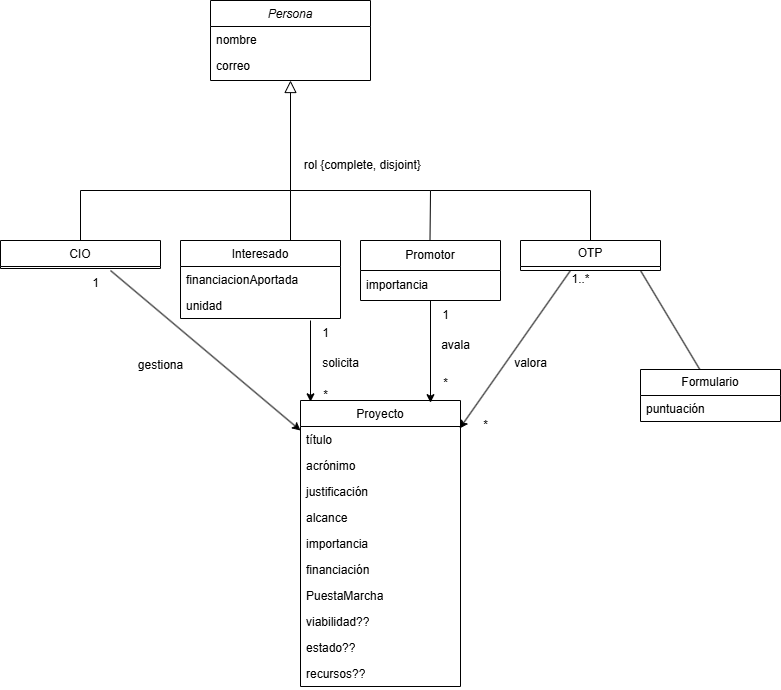 Persona
nombre
correo
rol {complete, disjoint}
CIO
Interesado
financiacionAportada
unidad
Promotor
importancia
OTP
1
1
1
1..*
gestiona
solicita
avala
valora
*
*
*
Formulario
puntuación
Proyecto
título
acrónimo
justificación
alcance
importancia
financiación
PuestaMarcha
viabilidad??
estado??
recursos??